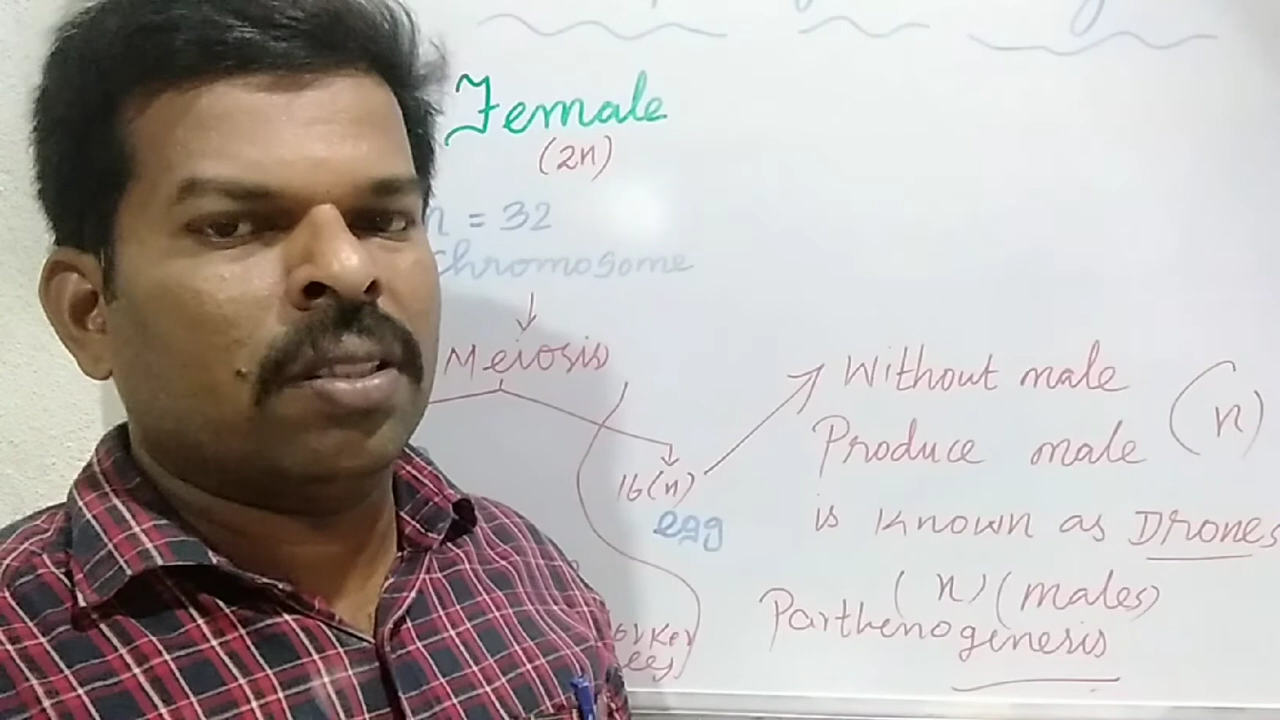 Female
(2n)
n = 32
chromosome
Meiosis
16(n)
egg
Without male
Produce male (n)
is known as Drones
(n) (males)
Parthenogenesis